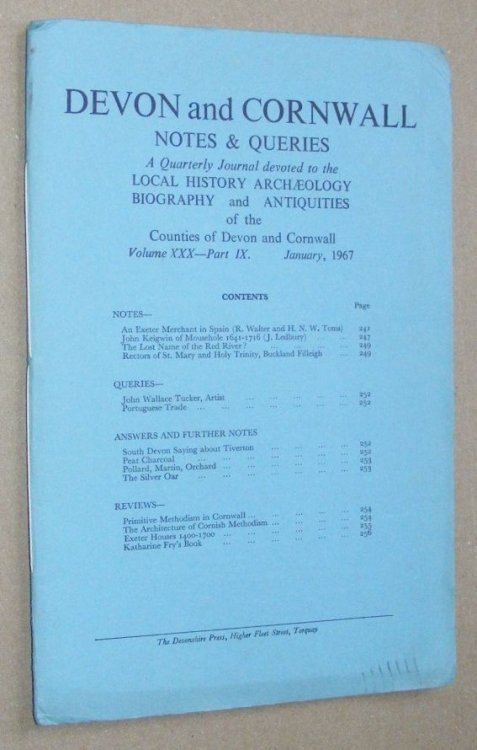 DEVON and CORNWALL
NOTES & QUERIES
A Quarterly Journal devoted to the
LOCAL HISTORY ARCHÆOLOGY
BIOGRAPHY and ANTIQUITIES
of the
Counties of Devon and Cornwall
Volume XXX—Part IX. January, 1967
CONTENTS
Page
NOTES—
An Exeter Merchant in Spain (R. Walter and H. N. W. Toms) 241
John Keigwin of Mousehole 1641-1716 (J. Ledbury) ... ... 247
The Lost Name of the Red River? ... ... ... ... 249
Rectors of St. Mary and Holy Trinity, Buckland Filleigh ... 249
QUERIES—
John Wallace Tucker, Artist ... ... ... ... ... 252
Portuguese Trade ... ... ... ... ... ... 252
ANSWERS AND FURTHER NOTES
South Devon Saying about Tiverton ... ... ... ... 252
Peat Charcoal ... ... ... ... ... ... 252
Pollard, Martin, Orchard ... ... ... ... ... 253
The Silver Oar ... ... ... ... ... ... 253
REVIEWS—
Primitive Methodism in Cornwall ... ... ... ... 254
The Architecture of Cornish Methodism ... ... ... ... 254
Exeter Houses 1400-1700 ... ... ... ... ... 255
Katharine Fry's Book ... ... ... ... ... 256
The Devonshire Press, Higher Fleet Street, Torquay